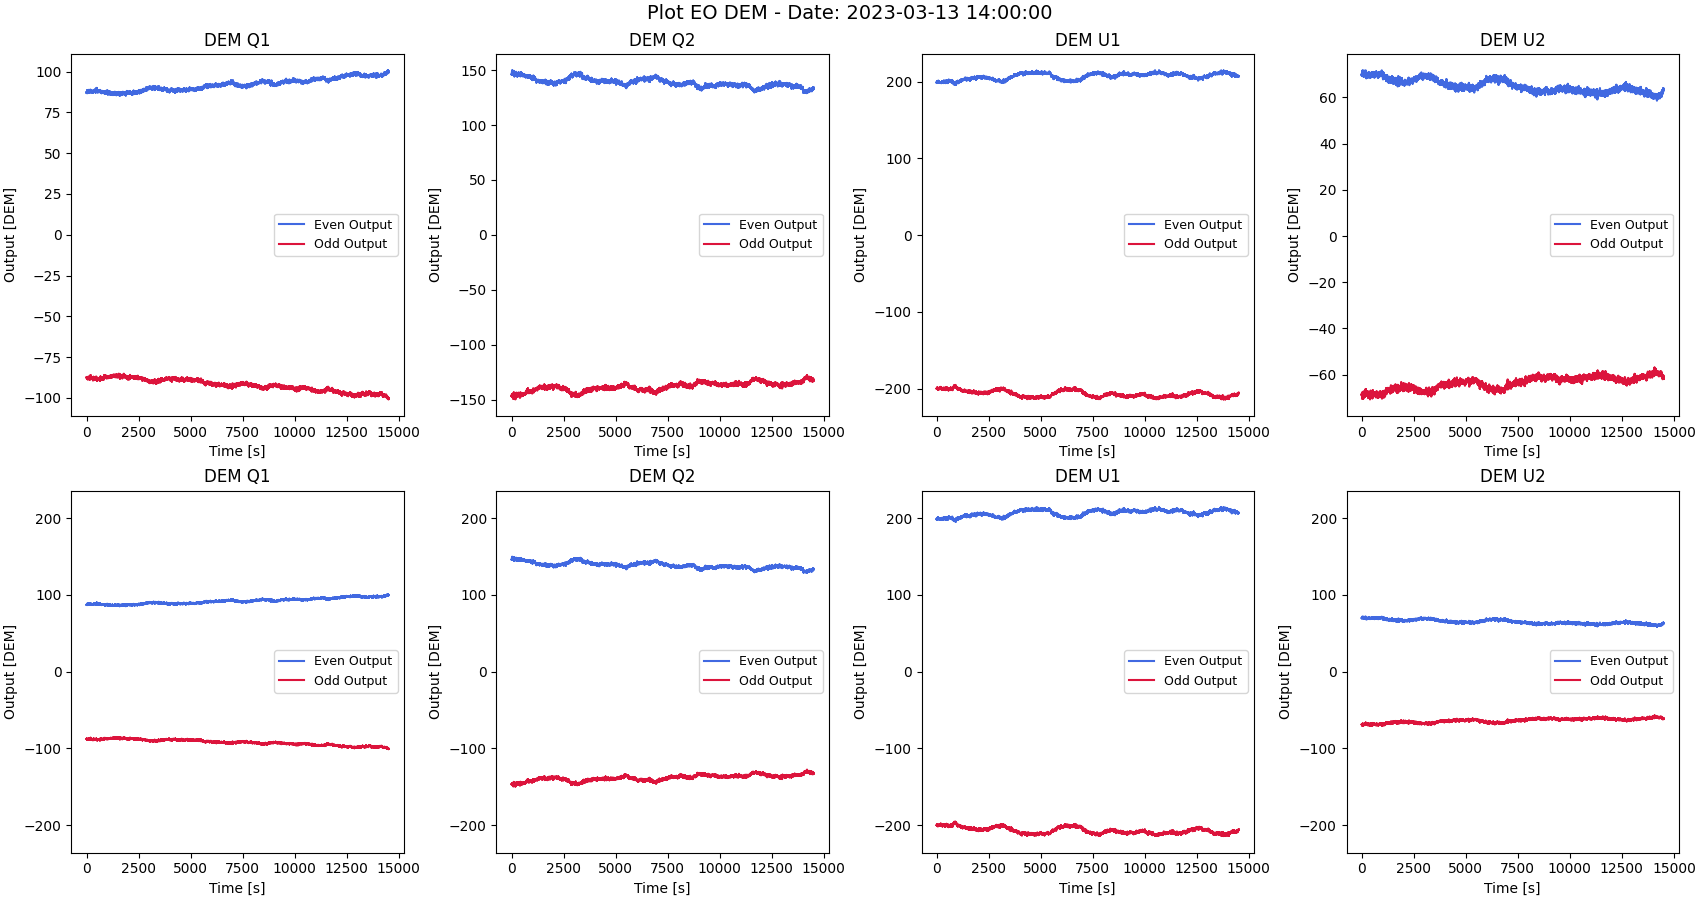 Plot EO DEM - Date: 2023-03-13 14:00:00
DEM Q1
Output [DEM]
100
75
50
25
0
−25
−50
−75
−100
Even Output
Odd Output
0 2500 5000 7500 10000 12500 15000
Time [s]
DEM Q2
Output [DEM]
150
100
50
0
−50
−100
−150
Even Output
Odd Output
0 2500 5000 7500 10000 12500 15000
Time [s]
DEM U1
Output [DEM]
200
100
0
−100
−200
Even Output
Odd Output
0 2500 5000 7500 10000 12500 15000
Time [s]
DEM U2
Output [DEM]
60
40
20
0
−20
−40
−60
Even Output
Odd Output
0 2500 5000 7500 10000 12500 15000
Time [s]
DEM Q1
Output [DEM]
200
100
0
−100
−200
Even Output
Odd Output
0 2500 5000 7500 10000 12500 15000
Time [s]
DEM Q2
Output [DEM]
200
100
0
−100
−200
Even Output
Odd Output
0 2500 5000 7500 10000 12500 15000
Time [s]
DEM U1
Output [DEM]
200
100
0
−100
−200
Even Output
Odd Output
0 2500 5000 7500 10000 12500 15000
Time [s]
DEM U2
Output [DEM]
200
100
0
−100
−200
Even Output
Odd Output
0 2500 5000 7500 10000 12500 15000
Time [s]